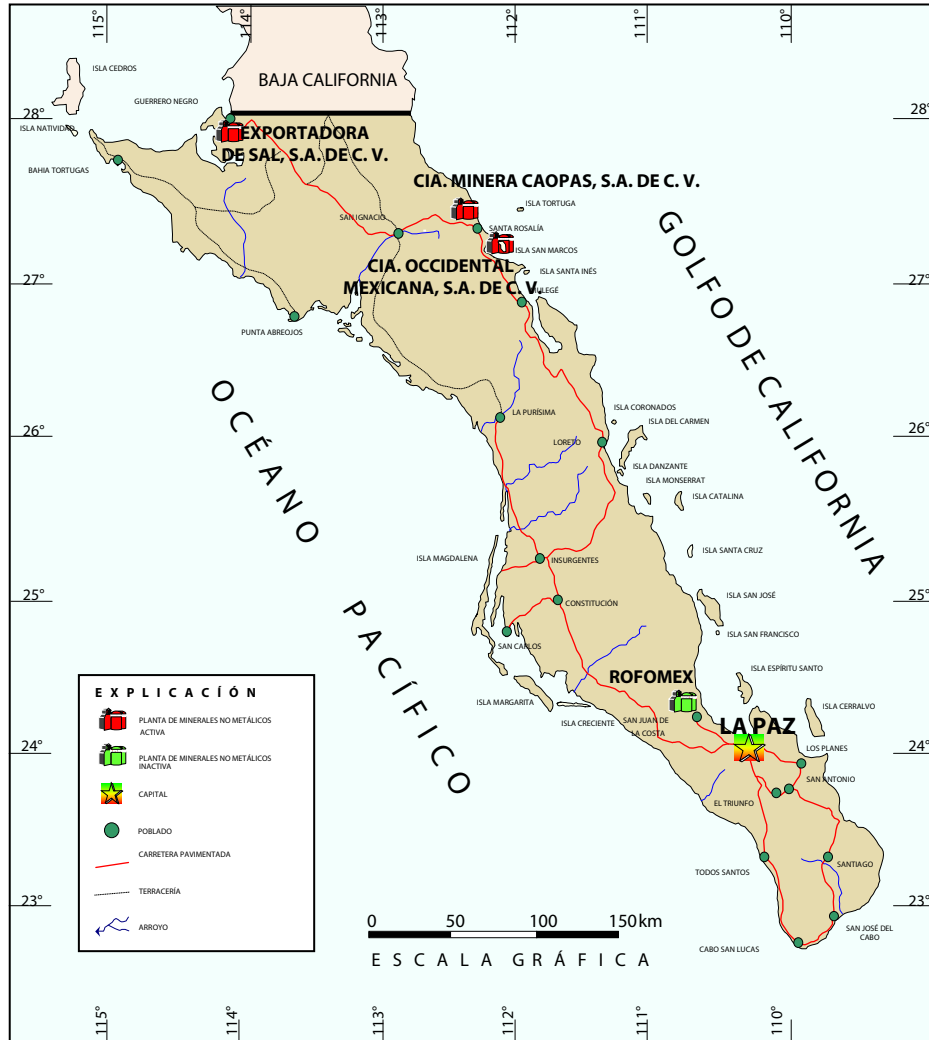 115°
114°
113°
112°
111°
110°
ISLA CEDROS
BAJA CALIFORNIA
GUERRERO NEGRO
28°
28°
ISLA NATIVIDAD
EXPORTADORA
DE SAL, S.A. DE C. V.
BAHIA TORTUGAS
CIA. MINERA CAOPAS, S.A. DE C. V.
ISLA TORTUGA
SAN IGNACIO
SANTA ROSALÍA
ISLA SAN MARCOS
CIA. OCCIDENTAL
MEXICANA, S.A. DE C. V.
ISLA SANTA INÉS
MULEGÉ
27°
27°
PUNTA ABREOJOS
GOLFO DE CALIFORNIA
OCÉANO PACÍFICO
LA PURÍSIMA
ISLA CORONADOS
ISLA DEL CARMEN
26°
26°
LORETO
ISLA DANZANTE
ISLA MONSERRAT
ISLA CATALINA
ISLA MAGDALENA
INSURGENTES
ISLA SANTA CRUZ
25°
25°
CONSTITUCIÓN
ISLA SAN JOSÉ
SAN CARLOS
ISLA SAN FRANCISCO
ISLA ESPÍRITU SANTO
ROFOMEX
ISLA MARGARITA
ISLA CRECIENTE
SAN JUAN DE
LA COSTA
LA PAZ
ISLA CERRALVO
24°
24°
LOS PLANES
SAN ANTONIO
EL TRIUNFO
TODOS SANTOS
SANTIAGO
23°
23°
SAN JOSÉ DEL
CABO
CABO SAN LUCAS
EXPLICACÍÓN
PLANTA DE MINERALES NO METÁLICOS
ACTIVA
PLANTA DE MINERALES NO METÁLICOS
INACTIVA
CAPITAL
POBLADO
CARRETERA PAVIMENTADA
TERRACERÍA
ARROYO
0 50 100 150 km
ESCALA GRÁFICA
115°
114°
113°
112°
111°
110°